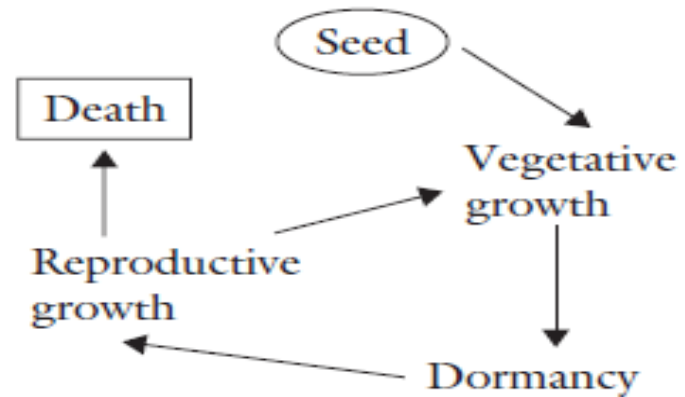 Seed
Death
Vegetative
growth
Reproductive
growth
Dormancy